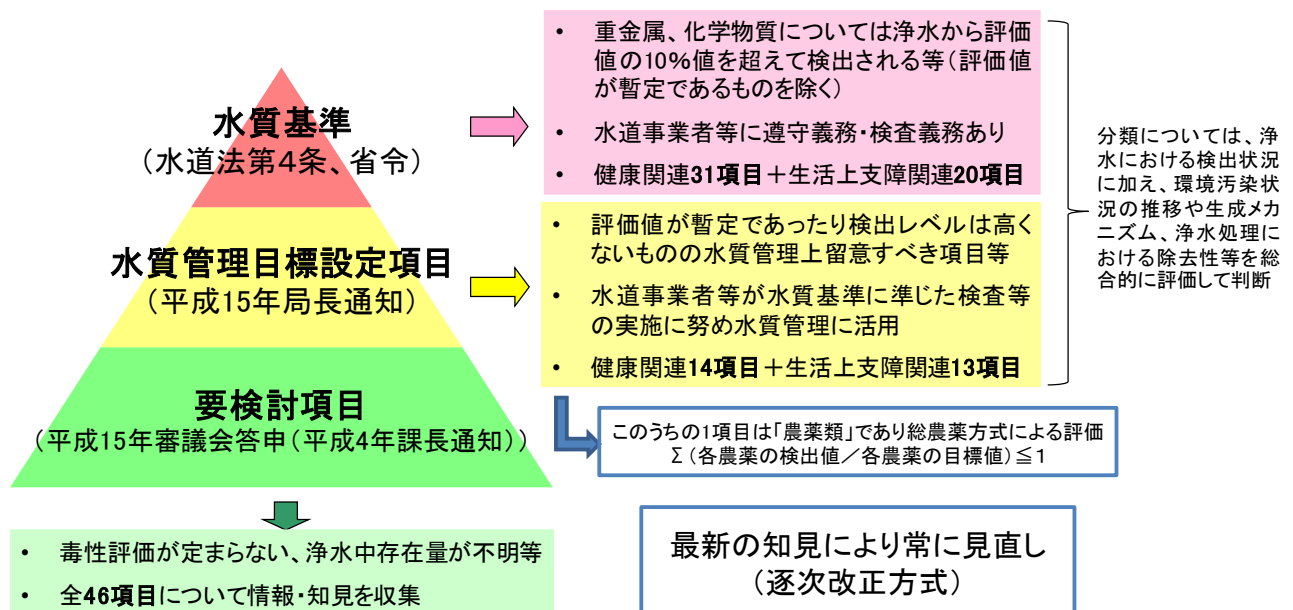 水質基準
（水道法第４条、省令）
水質管理目標設定項目
（平成15年局長通知）
要検討項目
（平成15年審議会答申（平成4年課長通知））
• 重金属、化学物質については浄水から評価
値の10％値を超えて検出される等（評価値
が暫定であるものを除く）
• 水道事業者等に遵守義務・検査義務あり
• 健康関連31項目＋生活上支障関連20項目
• 評価値が暫定であったり検出レベルは高く
ないものの水質管理上留意すべき項目等
• 水道事業者等が水質基準に準じた検査等
の実施に努め水質管理に活用
• 健康関連14項目＋生活上支障関連13項目
分類については、浄
水における検出状況
に加え、環境汚染状
況の推移や生成メカ
ニズム、浄水処理に
おける除去性等を総
合的に評価して判断
このうちの1項目は「農薬類」であり総農薬方式による評価
Σ（各農薬の検出値／各農薬の目標値）≦1
• 毒性評価が定まらない、浄水中存在量が不明等
• 全46項目について情報・知見を収集
最新の知見により常に見直し
（逐次改正方式）